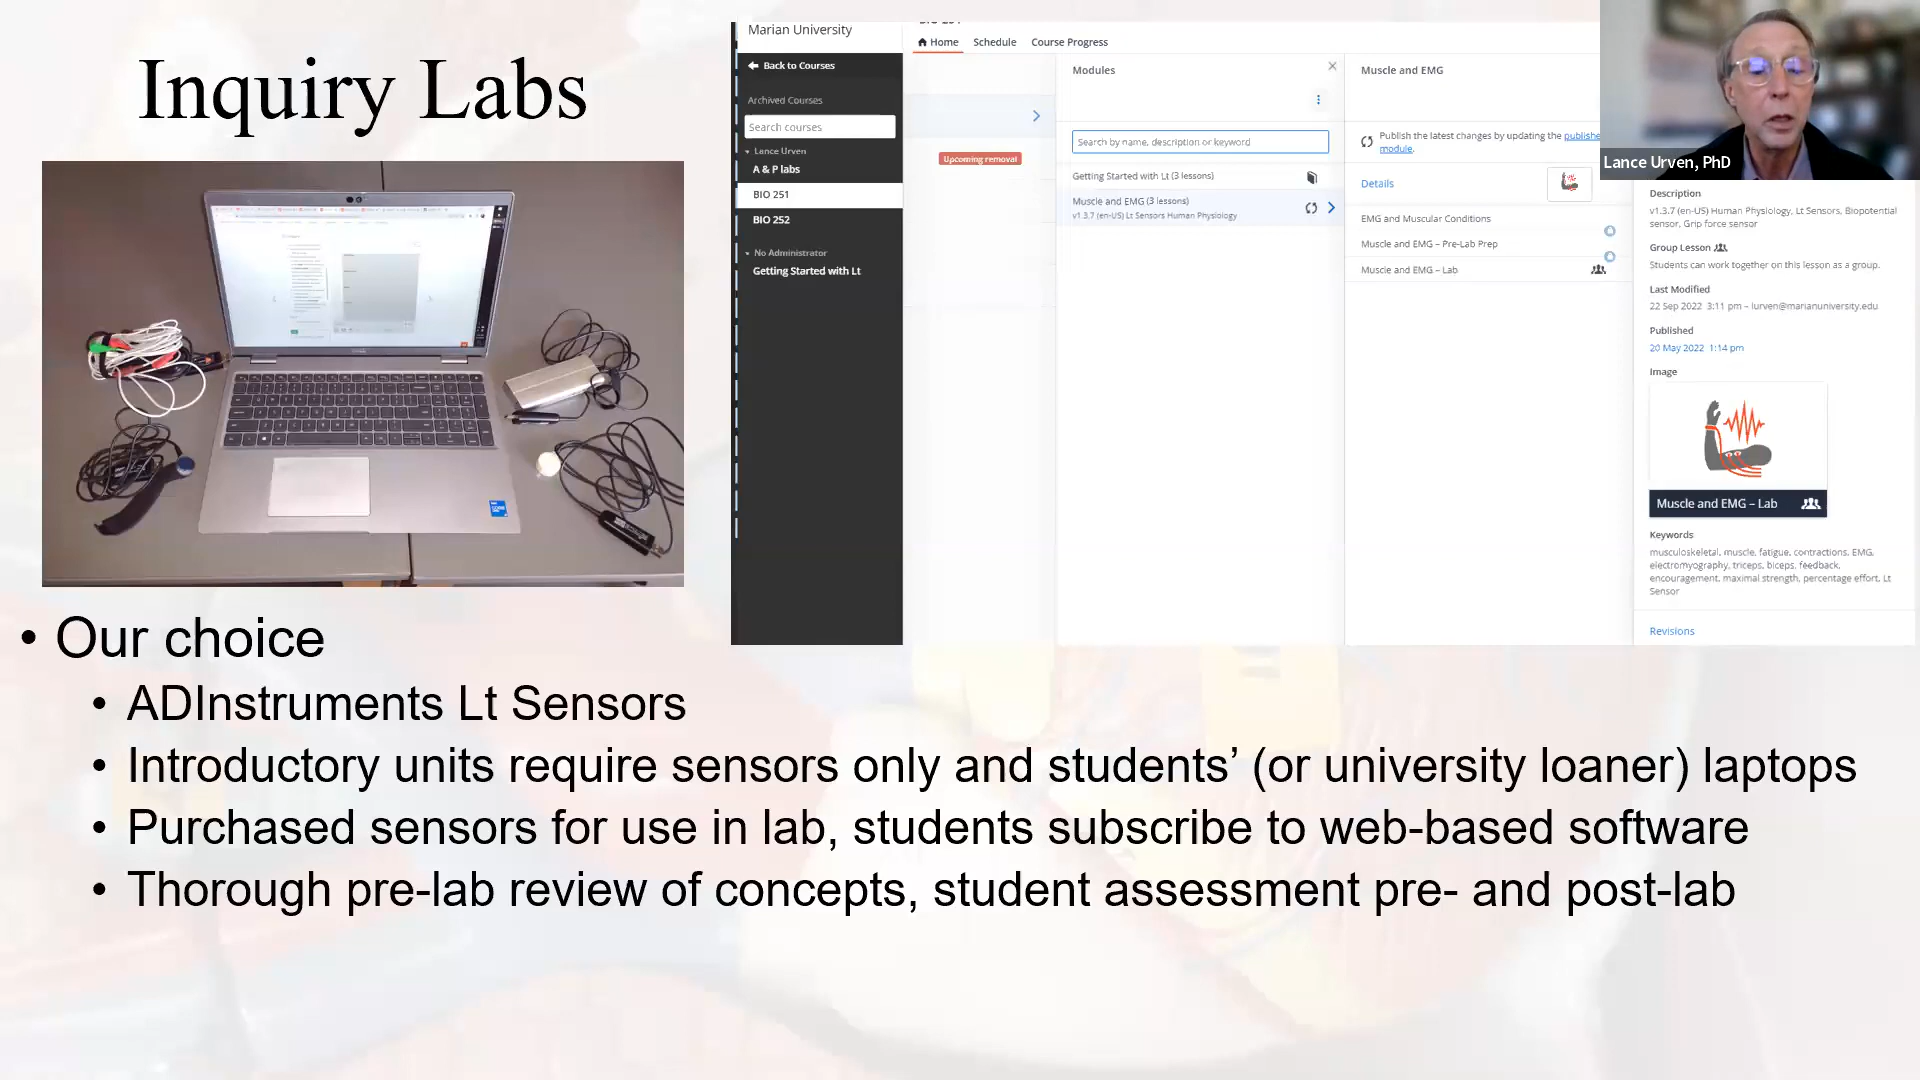 Inquiry Labs
Marian University
Back to Courses
Archived Courses
Search courses
Lance Urven
A & P labs
BIO 251
BIO 252
No Administrator
Getting Started with Lt
Home Schedule Course Progress
Upcoming removal
Modules
Search by name, description or keyword
Getting Started with Lt (3 lessons)
Muscle and EMG (3 lessons)
v1.3.7 (en-US) Lt Sensors Human Physiology
Muscle and EMG
Publish the latest changes by updating the
module.
Details
EMG and Muscular Conditions
Muscle and EMG – Pre-Lab Prep
Muscle and EMG – Lab
Lance Urven, PhD
Description
v1.3.7 (en-US) Human Physiology, Lt Sensors, Biopotential
sensor, Grip force sensor
Group Lesson
Students can work together on this lesson as a group.
Last Modified
22 Sep 2022 3:11 pm – lurven@marianuniversity.edu
Published
20 May 2022 1:14 pm
Image
Muscle and EMG – Lab
Keywords
musculoskeletal, muscle, fatigue, contractions, EMG,
electromyography, triceps, biceps, feedback,
encouragement, maximal strength, percentage effort, Lt
Sensor
Revisions
• Our choice
• ADInstruments Lt Sensors
• Introductory units require sensors only and students’ (or university loaner) laptops
• Purchased sensors for use in lab, students subscribe to web-based software
• Thorough pre-lab review of concepts, student assessment pre- and post-lab